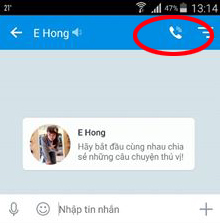 21° 47% 13:14
E Hong
E Hong
Hãy bắt đầu cùng nhau chia
sẻ những câu chuyện thú vị!
Nhập tin nhắn